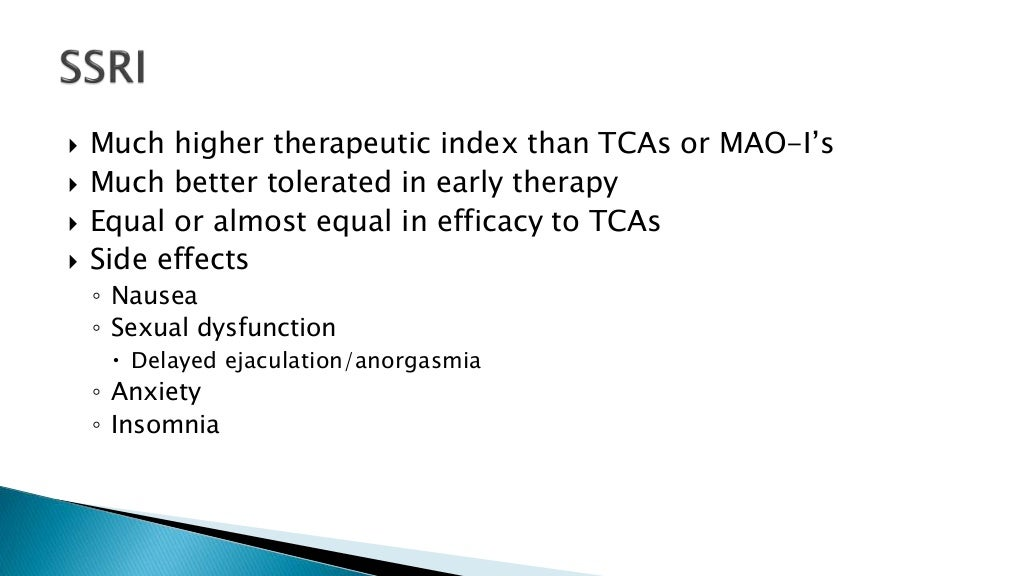 SSRI
Much higher therapeutic index than TCAs or MAO-I’s
Much better tolerated in early therapy
Equal or almost equal in efficacy to TCAs
Side effects
Nausea
Sexual dysfunction
Delayed ejaculation/anorgasmia
Anxiety
Insomnia